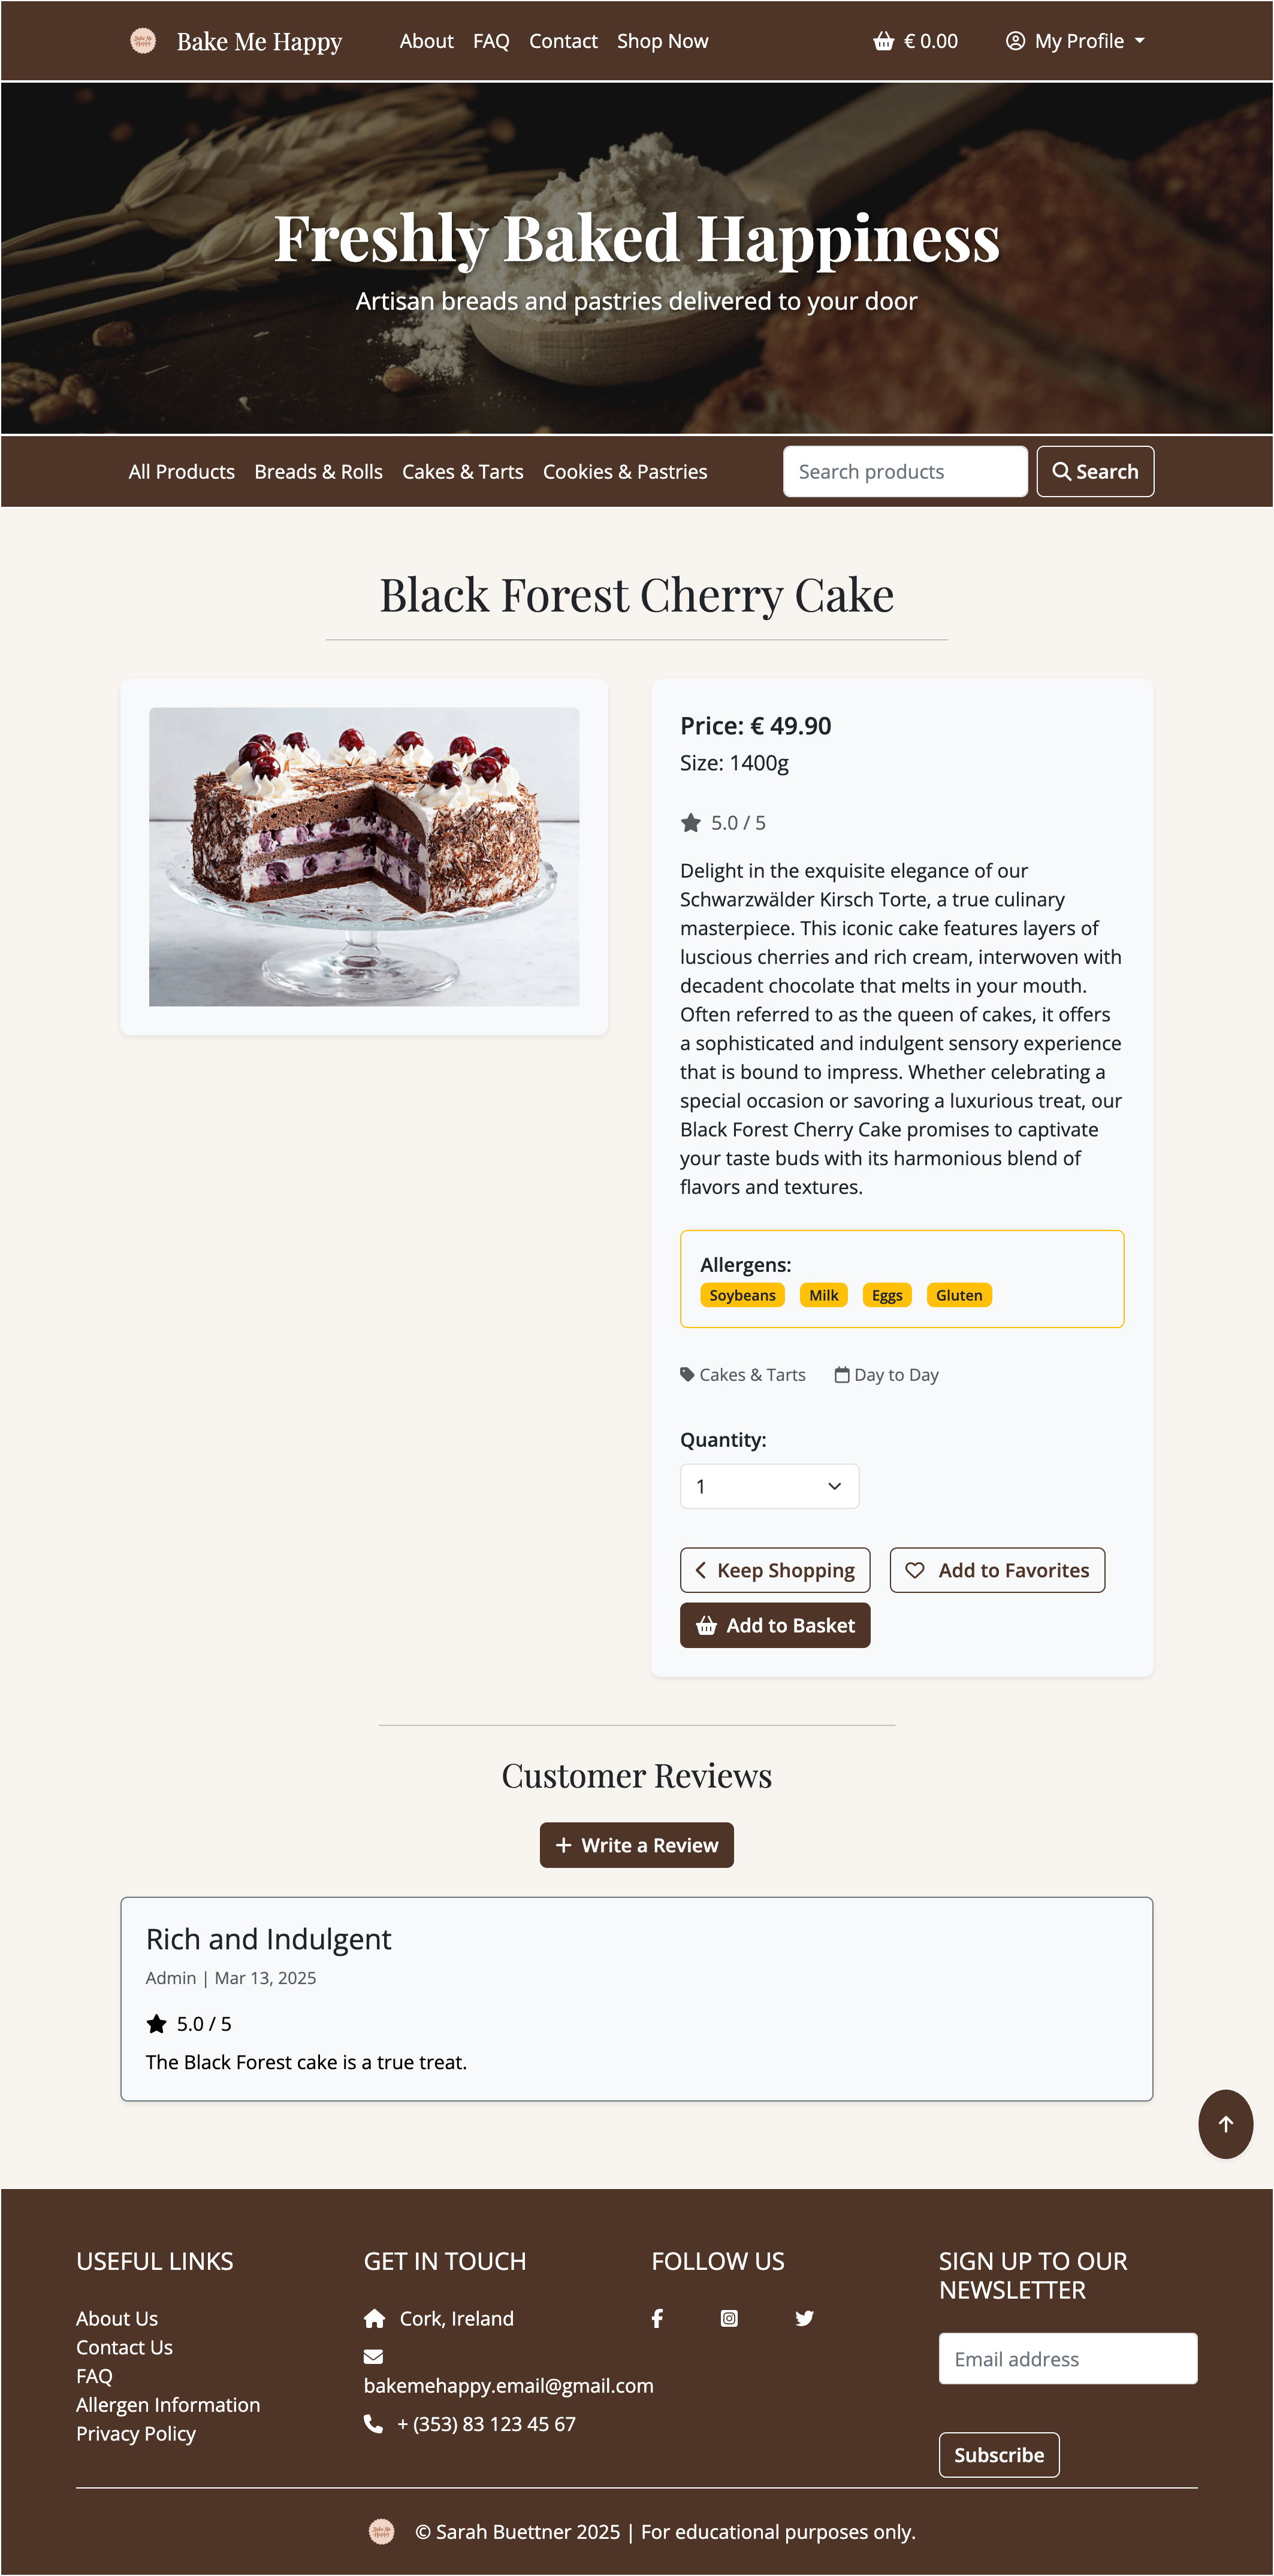 Bake Me Happy
About
FAQ
Contact
Shop Now
€ 0.00
My Profile
Freshly Baked Happiness
Artisan breads and pastries delivered to your door
All Products
Breads & Rolls
Cakes & Tarts
Cookies & Pastries
Search products
Search
Black Forest Cherry Cake
Price: € 49.90
Size: 1400g
5.0 / 5
Delight in the exquisite elegance of our
Schwarzwälder Kirsch Torte, a true culinary
masterpiece. This iconic cake features layers of
luscious cherries and rich cream, interwoven with
decadent chocolate that melts in your mouth.
Often referred to as the queen of cakes, it offers
a sophisticated and indulgent sensory experience
that is bound to impress. Whether celebrating a
special occasion or savoring a luxurious treat, our
Black Forest Cherry Cake promises to captivate
your taste buds with its harmonious blend of
flavors and textures.
Allergens:
Soybeans
Milk
Eggs
Gluten
Cakes & Tarts
Day to Day
Quantity:
1
Keep Shopping
Add to Favorites
Add to Basket
Customer Reviews
Write a Review
Rich and Indulgent
Admin | Mar 13, 2025
5.0 / 5
The Black Forest cake is a true treat.
USEFUL LINKS
About Us
Contact Us
FAQ
Allergen Information
Privacy Policy
GET IN TOUCH
Cork, Ireland
bakemehappy.email@gmail.com
+ (353) 83 123 45 67
FOLLOW US
SIGN UP TO OUR
NEWSLETTER
Email address
Subscribe
© Sarah Buettner 2025 | For educational purposes only.